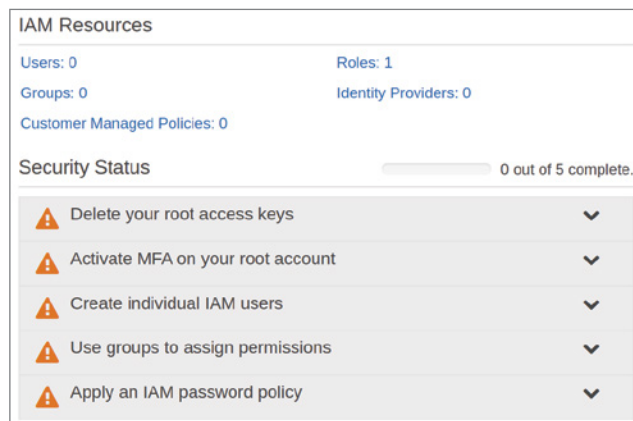 IAM Resources
Users: 0 Roles: 1
Groups: 0 Identity Providers: 0
Customer Managed Policies: 0
Security Status 0 out of 5 complete.
Delete your root access keys
Activate MFA on your root account
Create individual IAM users
Use groups to assign permissions
Apply an IAM password policy